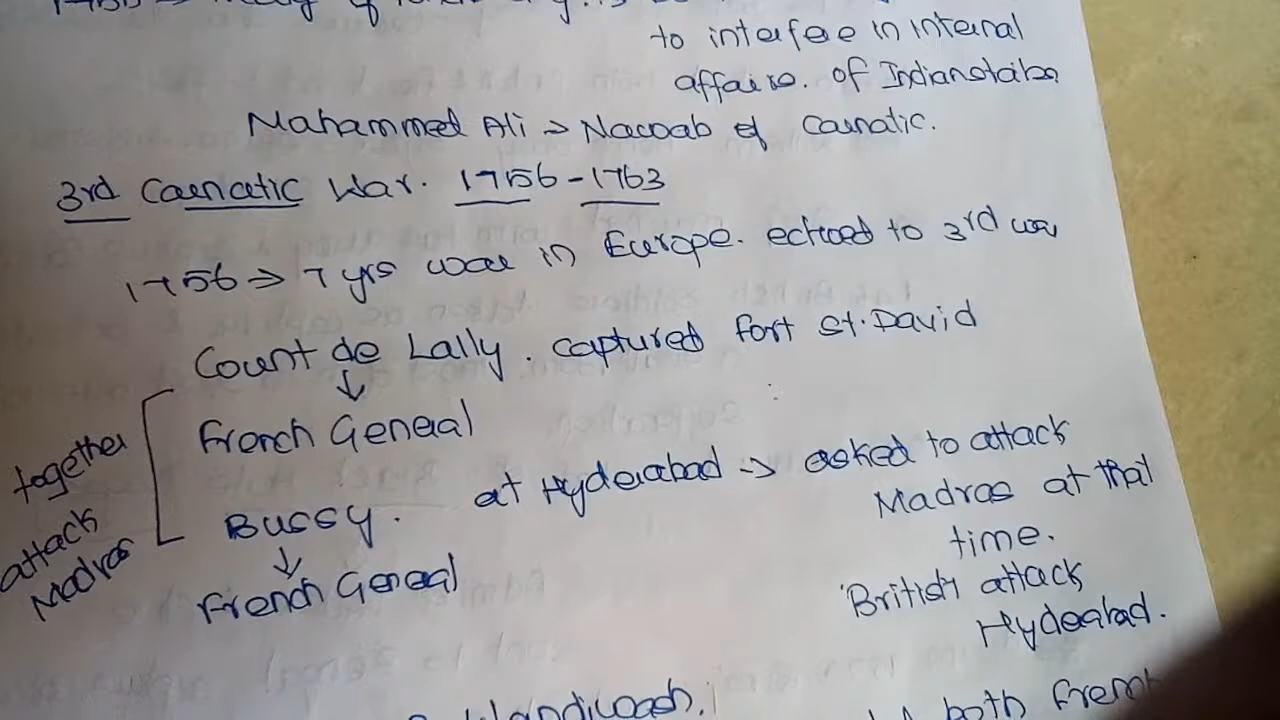 to interfere in internal
affairs. of Indian states
Mahammed Ali → Nawab of Carnatic.
3rd Carnatic War. 1756-1763
1756 ⇒ 7 yrs war in Europe. echoed to 3rd war
Count de Lally. captured fort st. David
↓
French General
together
attack
Madras
Bussy. at Hyderabad → asked to attack
Madras at that
time.
↓
French General
British attack
Hyderabad.
Wandiwash.
both French